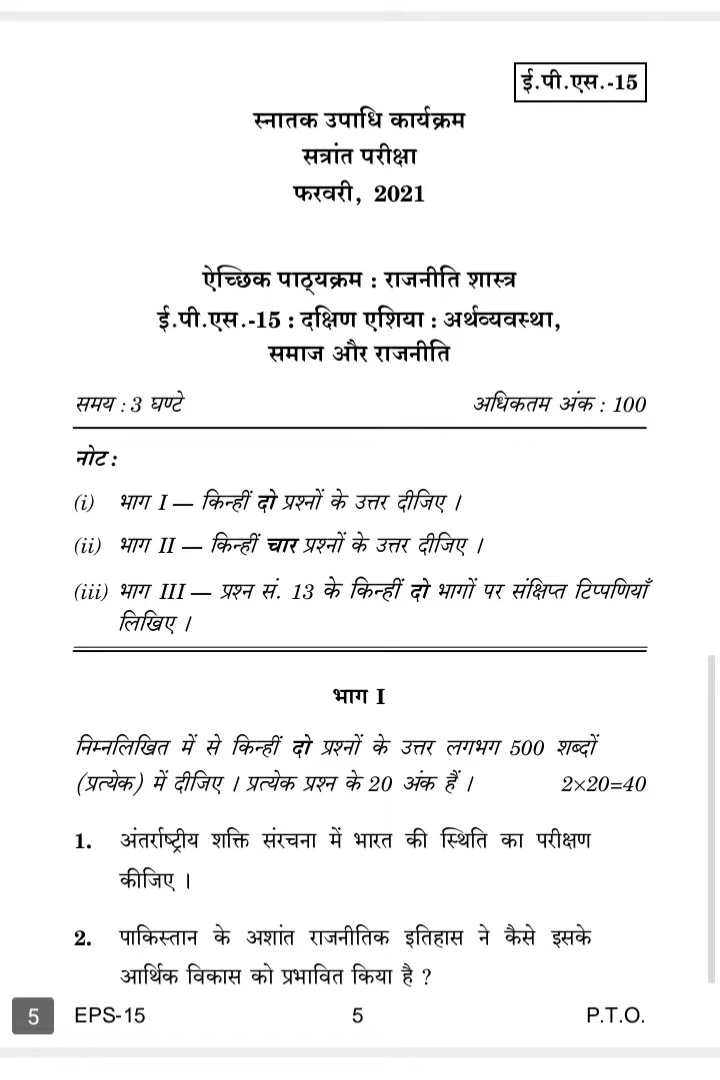 ई.पी.एस.-15
स्नातक उपाधि कार्यक्रम
सत्रांत परीक्षा
फरवरी, 2021
ऐच्छिक पाठ्यक्रम : राजनीति शास्त्र
ई.पी.एस.-15 : दक्षिण एशिया : अर्थव्यवस्था,
समाज और राजनीति
समय : 3 घण्टे अधिकतम अंक : 100
नोट :
(i) भाग I — किन्हीं दो प्रश्नों के उत्तर दीजिए ।
(ii) भाग II — किन्हीं चार प्रश्नों के उत्तर दीजिए ।
(iii) भाग III — प्रश्न सं. 13 के किन्हीं दो भागों पर संक्षिप्त टिप्पणियाँ
लिखिए ।
भाग I
निम्नलिखित में से किन्हीं दो प्रश्नों के उत्तर लगभग 500 शब्दों
(प्रत्येक) में दीजिए । प्रत्येक प्रश्न के 20 अंक हैं । 2×20=40
1. अंतर्राष्ट्रीय शक्ति संरचना में भारत की स्थिति का परीक्षण
कीजिए ।
2. पाकिस्तान के अशांत राजनीतिक इतिहास ने कैसे इसके
आर्थिक विकास को प्रभावित किया है ?
5 EPS-15 5 P.T.O.